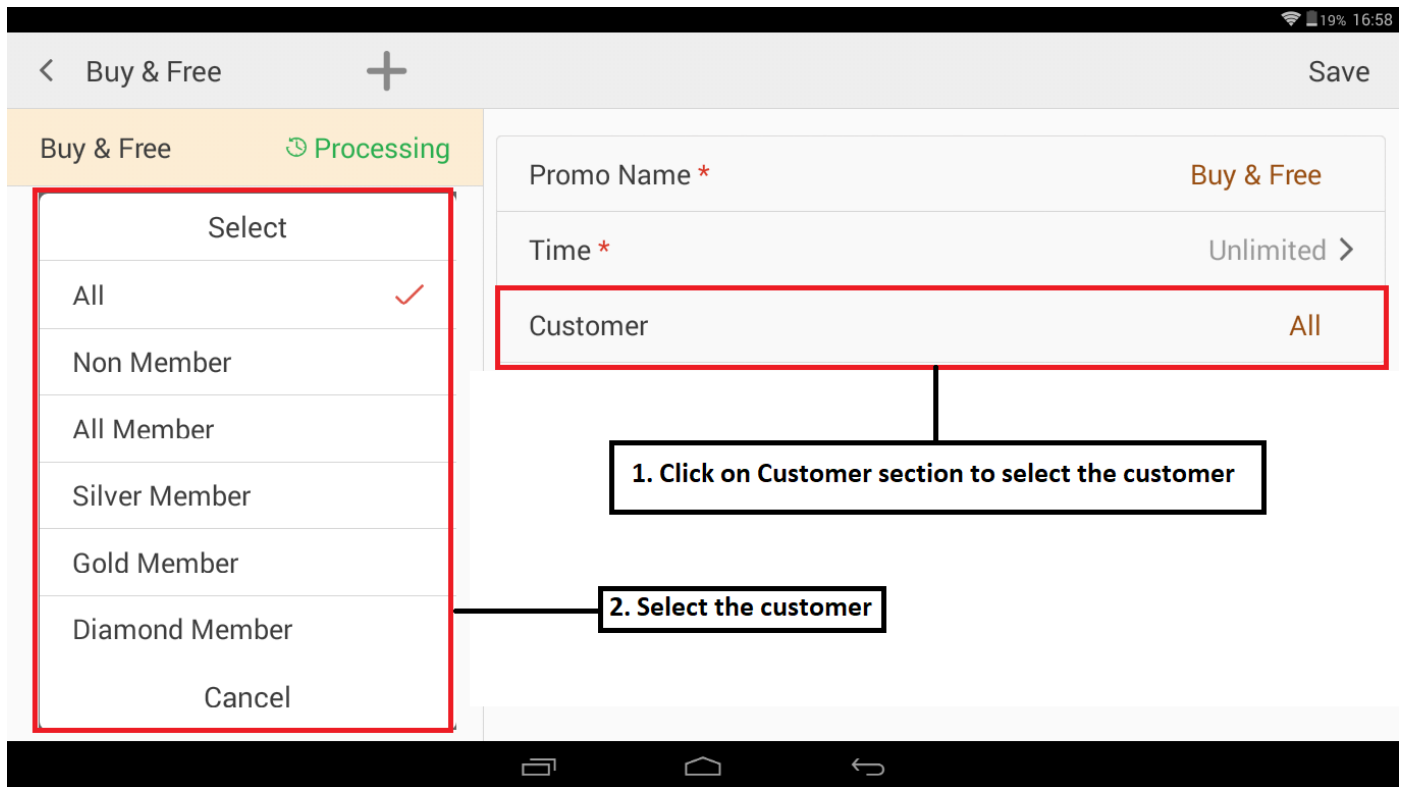 19% 16:58
Buy & Free
Save
Buy & Free
Processing
Select
All
Non Member
All Member
Silver Member
Gold Member
Diamond Member
Cancel
Promo Name * Buy & Free
Time * Unlimited
Customer All
1. Click on Customer section to select the customer
2. Select the customer